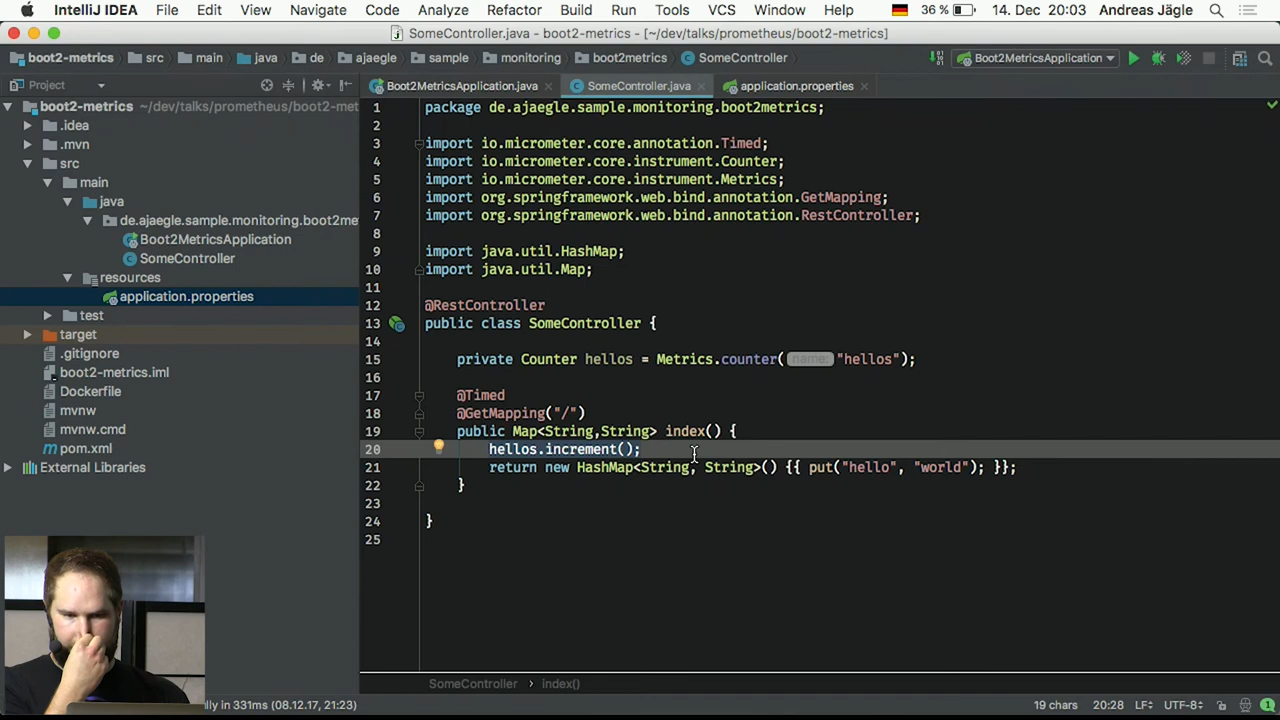 IntelliJ IDEA File Edit View Navigate Code Analyze Refactor Build Run Tools VCS Window Help 36 % 14. Dec 20:03 Andreas Jägle
SomeController.java - boot2-metrics - [~/dev/talks/prometheus/boot2-metrics]
boot2-metrics src main java de ajaegle sample monitoring boot2metrics SomeController Boot2MetricsApplication
Project
Boot2MetricsApplication.java SomeController.java application.properties
boot2-metrics ~/dev/talks/prometheus/boot2-met
.idea
.mvn
src
main
java
de.ajaegle.sample.monitoring.boot2me
Boot2MetricsApplication
SomeController
resources
application.properties
test
target
.gitignore
boot2-metrics.iml
Dockerfile
mvnw
mvnw.cmd
pom.xml
External Libraries
1 package de.ajaegle.sample.monitoring.boot2metrics;
2
3 import io.micrometer.core.annotation.Timed;
4 import io.micrometer.core.instrument.Counter;
5 import io.micrometer.core.instrument.Metrics;
6 import org.springframework.web.bind.annotation.GetMapping;
7 import org.springframework.web.bind.annotation.RestController;
8
9 import java.util.HashMap;
10 import java.util.Map;
11
12 @RestController
13 public class SomeController {
14
15 private Counter hellos = Metrics.counter( name: "hellos");
16
17 @Timed
18 @GetMapping("/")
19 public Map<String,String> index() {
20 hellos.increment();
21 return new HashMap<String, String>() {{ put("hello", "world"); }};
22 }
23
24 }
25
SomeController › index()
lly in 331ms (08.12.17, 21:23) 19 chars 20:28 LF÷ UTF-8÷ 1